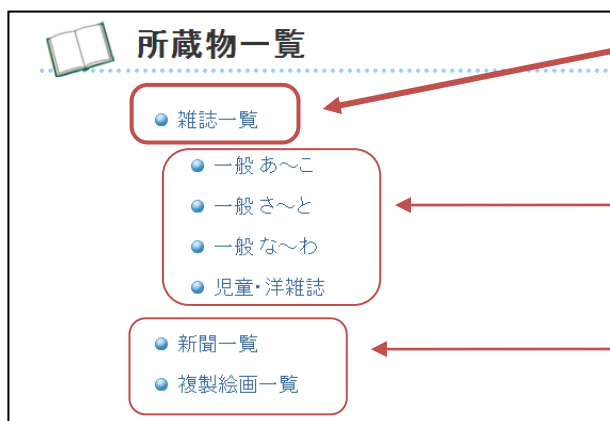 所蔵物一覧
雑誌一覧
一般 あ～こ
一般 さ～と
一般 な～わ
児童・洋雑誌
新聞一覧
複製絵画一覧